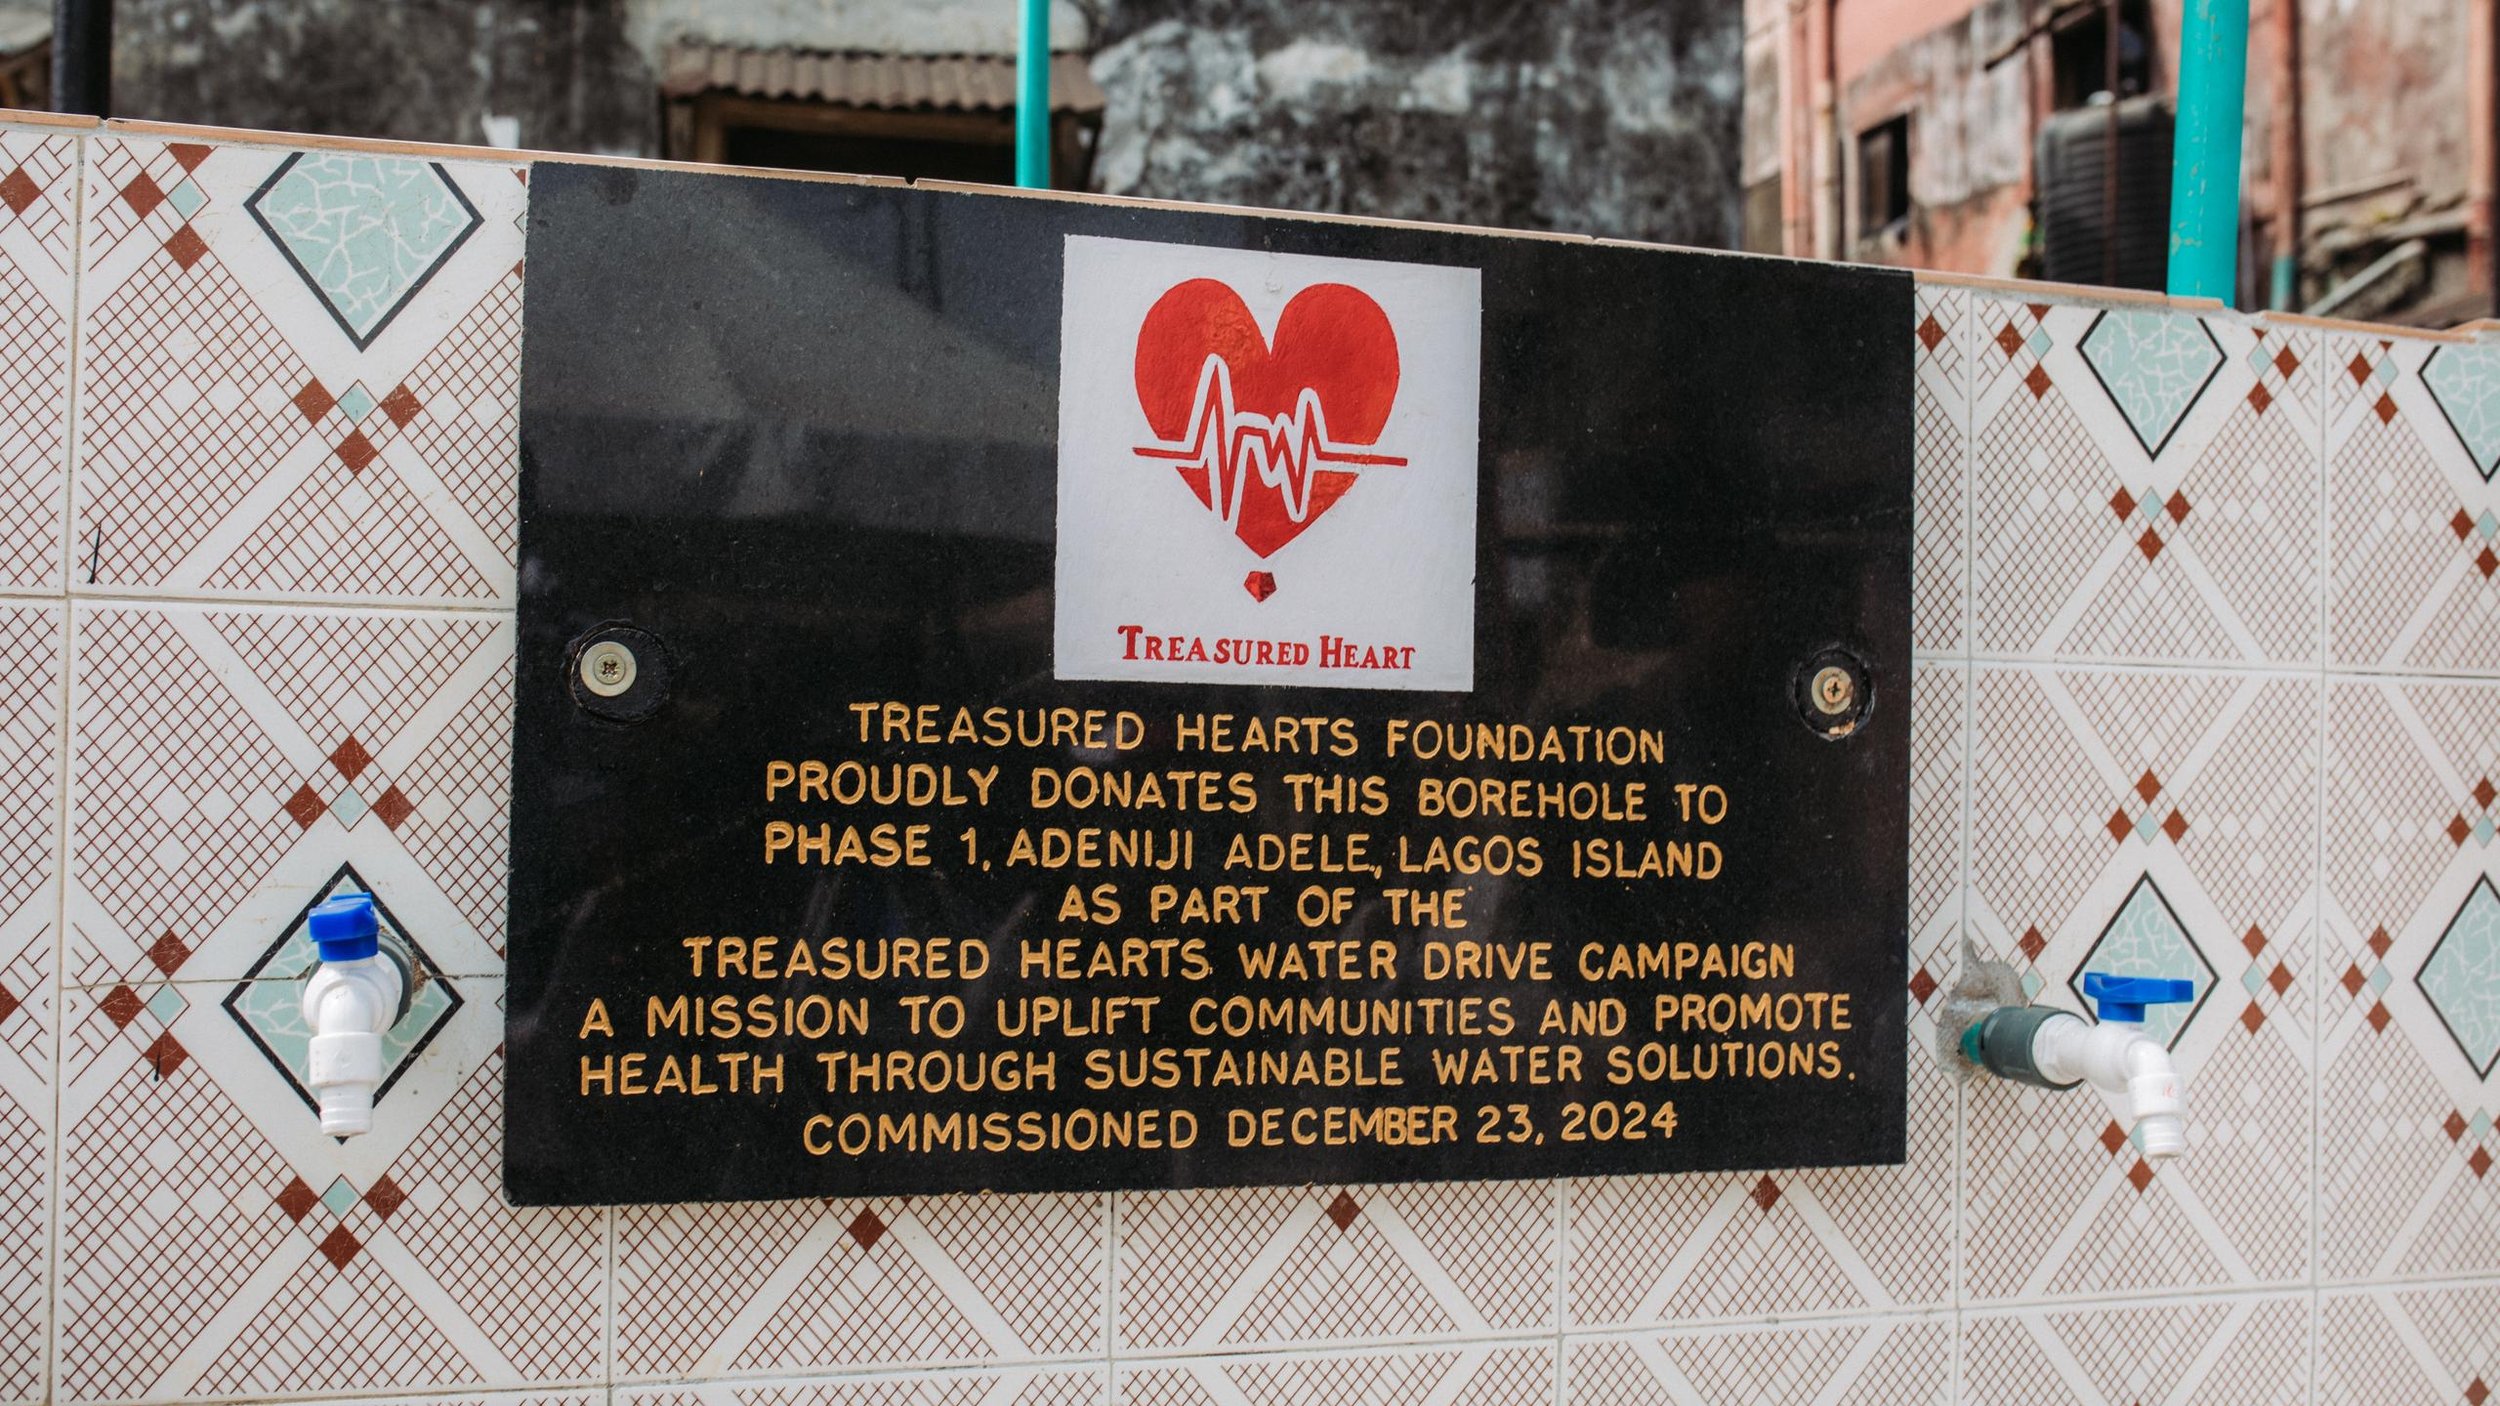 TREASURED HEART
TREASURED HEARTS FOUNDATION
PROUDLY DONATES THIS BOREHOLE TO
PHASE 1, ADENIJI ADELE, LAGOS ISLAND
AS PART OF THE
TREASURED HEARTS WATER DRIVE CAMPAIGN
A MISSION TO UPLIFT COMMUNITIES AND PROMOTE
HEALTH THROUGH SUSTAINABLE WATER SOLUTIONS.
COMMISSIONED DECEMBER 23, 2024